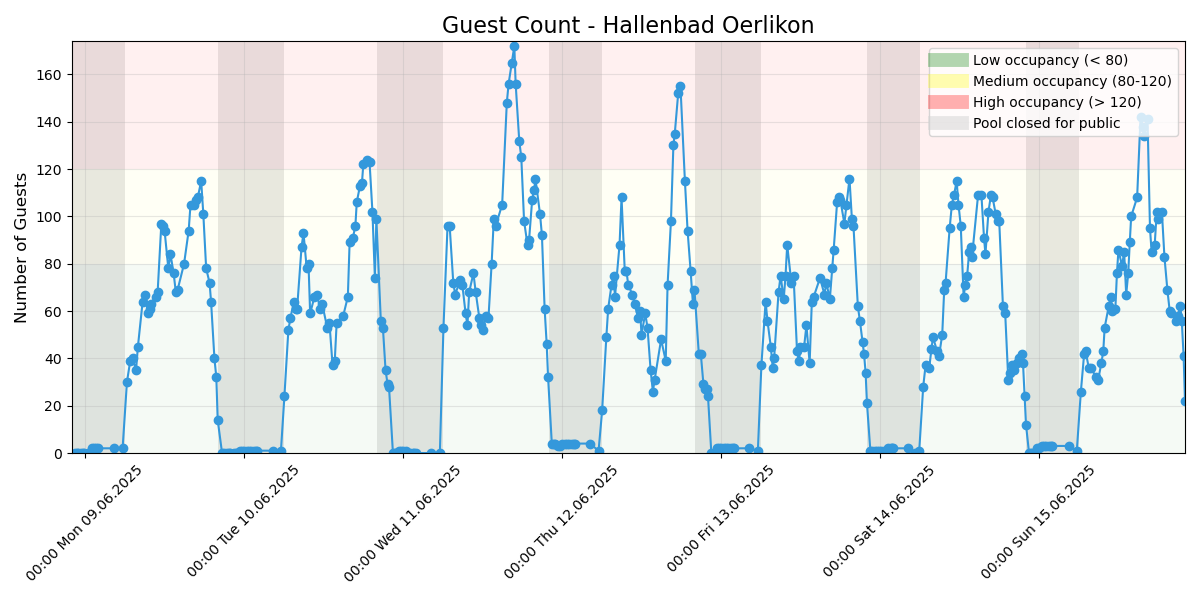 Guest Count - Hallenbad Oerlikon
Number of Guests
160
140
120
100
80
60
40
20
0
Low occupancy (< 80)
Medium occupancy (80-120)
High occupancy (> 120)
Pool closed for public
00:00 Mon 09.06.2025
00:00 Tue 10.06.2025
00:00 Wed 11.06.2025
00:00 Thu 12.06.2025
00:00 Fri 13.06.2025
00:00 Sat 14.06.2025
00:00 Sun 15.06.2025